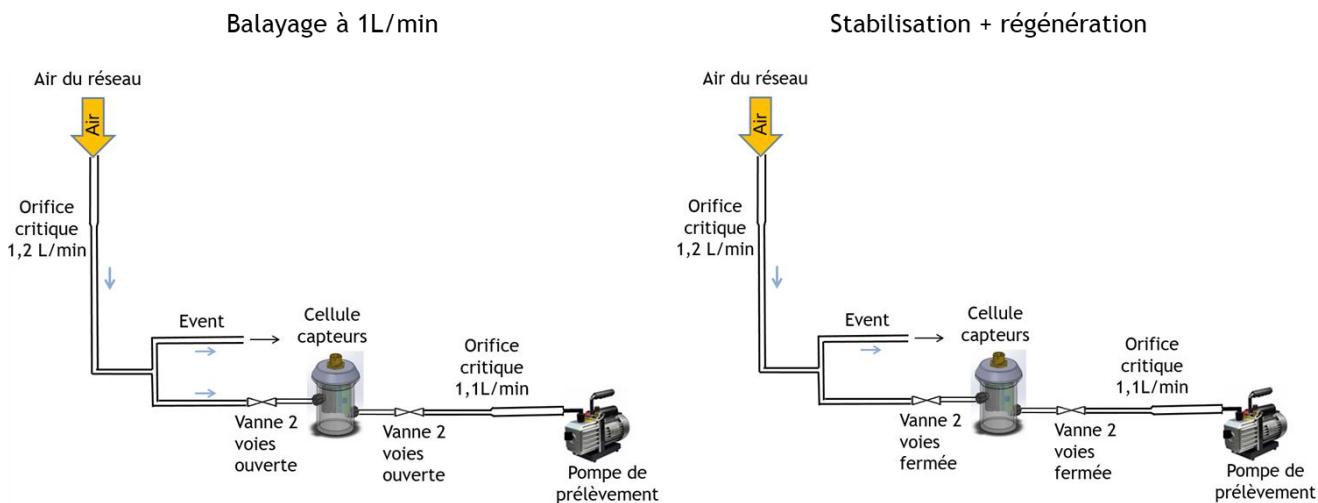 Balayage à 1L/min
Air du réseau
Air
Orifice
critique
1,2 L/min
Event
Cellule
capteurs
Orifice
critique
1,1L/min
Vanne 2
voies
ouverte
Vanne 2
voies
ouverte
Pompe de
prélèvement
Stabilisation + régénération
Air du réseau
Air
Orifice
critique
1,2 L/min
Event
Cellule
capteurs
Orifice
critique
1,1L/min
Vanne 2
voies
fermée
Vanne 2
voies
fermée
Pompe de
prélèvement